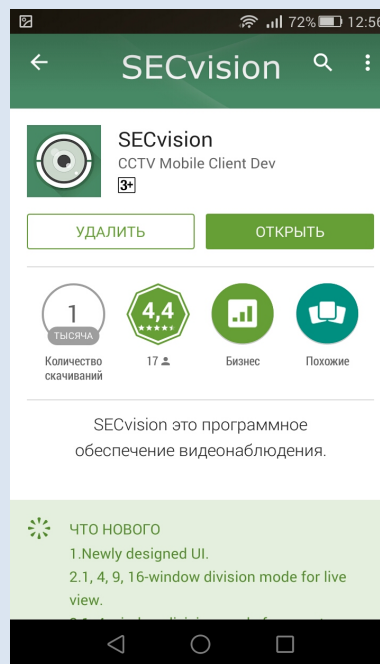 72% 12:56
SECvision
SECvision
CCTV Mobile Client Dev
3+
УДАЛИТЬ
ОТКРЫТЬ
1
ТЫСЯЧА
4,4
Количество
скачиваний
17
Бизнес
Похожие
SECvision это программное
обеспечение видеонаблюдения.
ЧТО НОВОГО
1.Newly designed UI.
2.1, 4, 9, 16-window division mode for live
view.